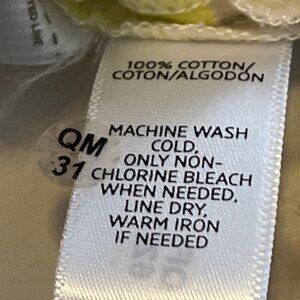 100% COTTON/
COTON/ALGODÓN
QM
31
MACHINE WASH
COLD,
ONLY NON-
CHLORINE BLEACH
WHEN NEEDED,
LINE DRY,
WARM IRON
IF NEEDED